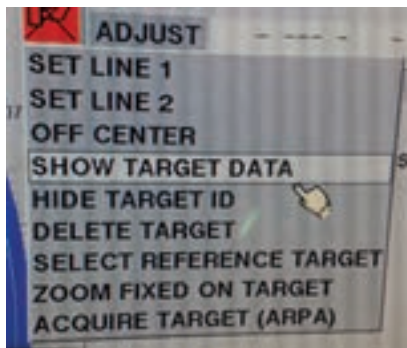 ADJUST - - - - -
SET LINE 1
SET LINE 2
17
OFF CENTER
SHOW TARGET DATA
HIDE TARGET ID
DELETE TARGET
SELECT REFERENCE TARGET
ZOOM FIXED ON TARGET
ACQUIRE TARGET (ARPA)